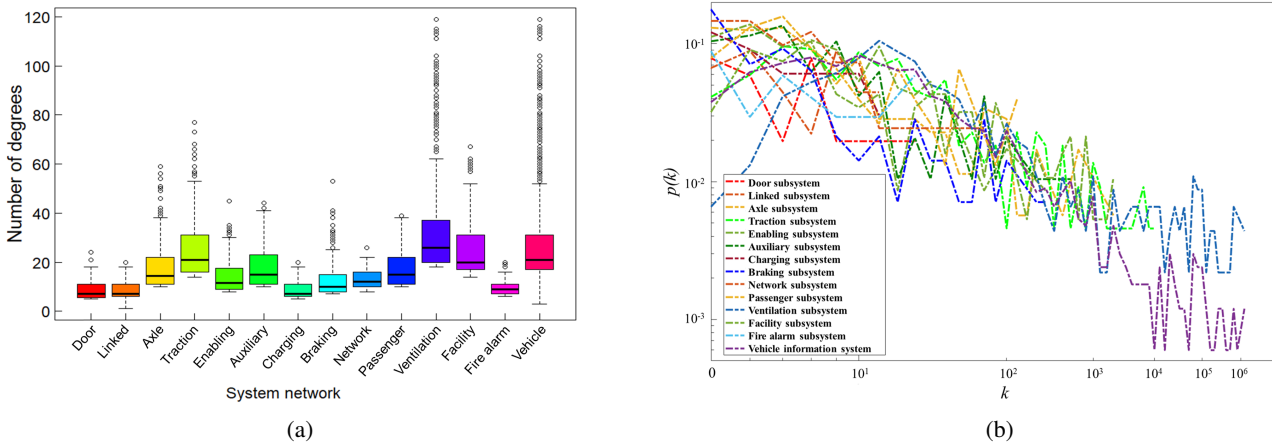 Number of degrees
120
100
80
60
40
20
0
Door
Linked
Axle
Traction
Enabling
Auxiliary
Charging
Braking
Network
Passenger
Ventilation
Facility
Fire alarm
Vehicle
System network
(a)
p(k)
10⁻¹
10⁻²
10⁻³
Door subsystem
Linked subsystem
Axle subsystem
Traction subsystem
Enabling subsystem
Auxiliary subsystem
Charging subsystem
Braking subsystem
Network subsystem
Passenger subsystem
Ventilation subsystem
Facility subsystem
Fire alarm subsystem
Vehicle information system
0 10¹ 10² 10³ 10⁴ 10⁵ 10⁶
k
(b)